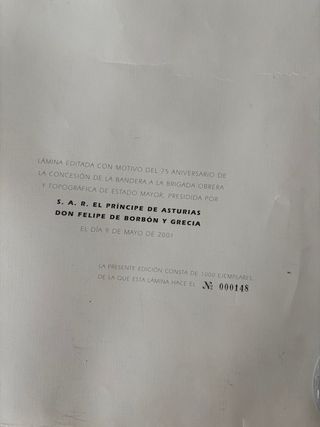 LÁMINA EDITADA CON MOTIVO DEL 75 ANIVERSARIO DE
LA CONCESIÓN DE LA BANDERA A LA BRIGADA OBRERA
Y TOPOGRÁFICA DE ESTADO MAYOR, PRESIDIDA POR
S. A. R. EL PRÍNCIPE DE ASTURIAS
DON FELIPE DE BORBÓN Y GRECIA
EL DÍA 9 DE MAYO DE 2001
LA PRESENTE EDICIÓN CONSTA DE 1000 EJEMPLARES,
DE LA QUE ESTA LÁMINA HACE EL Nº 000148